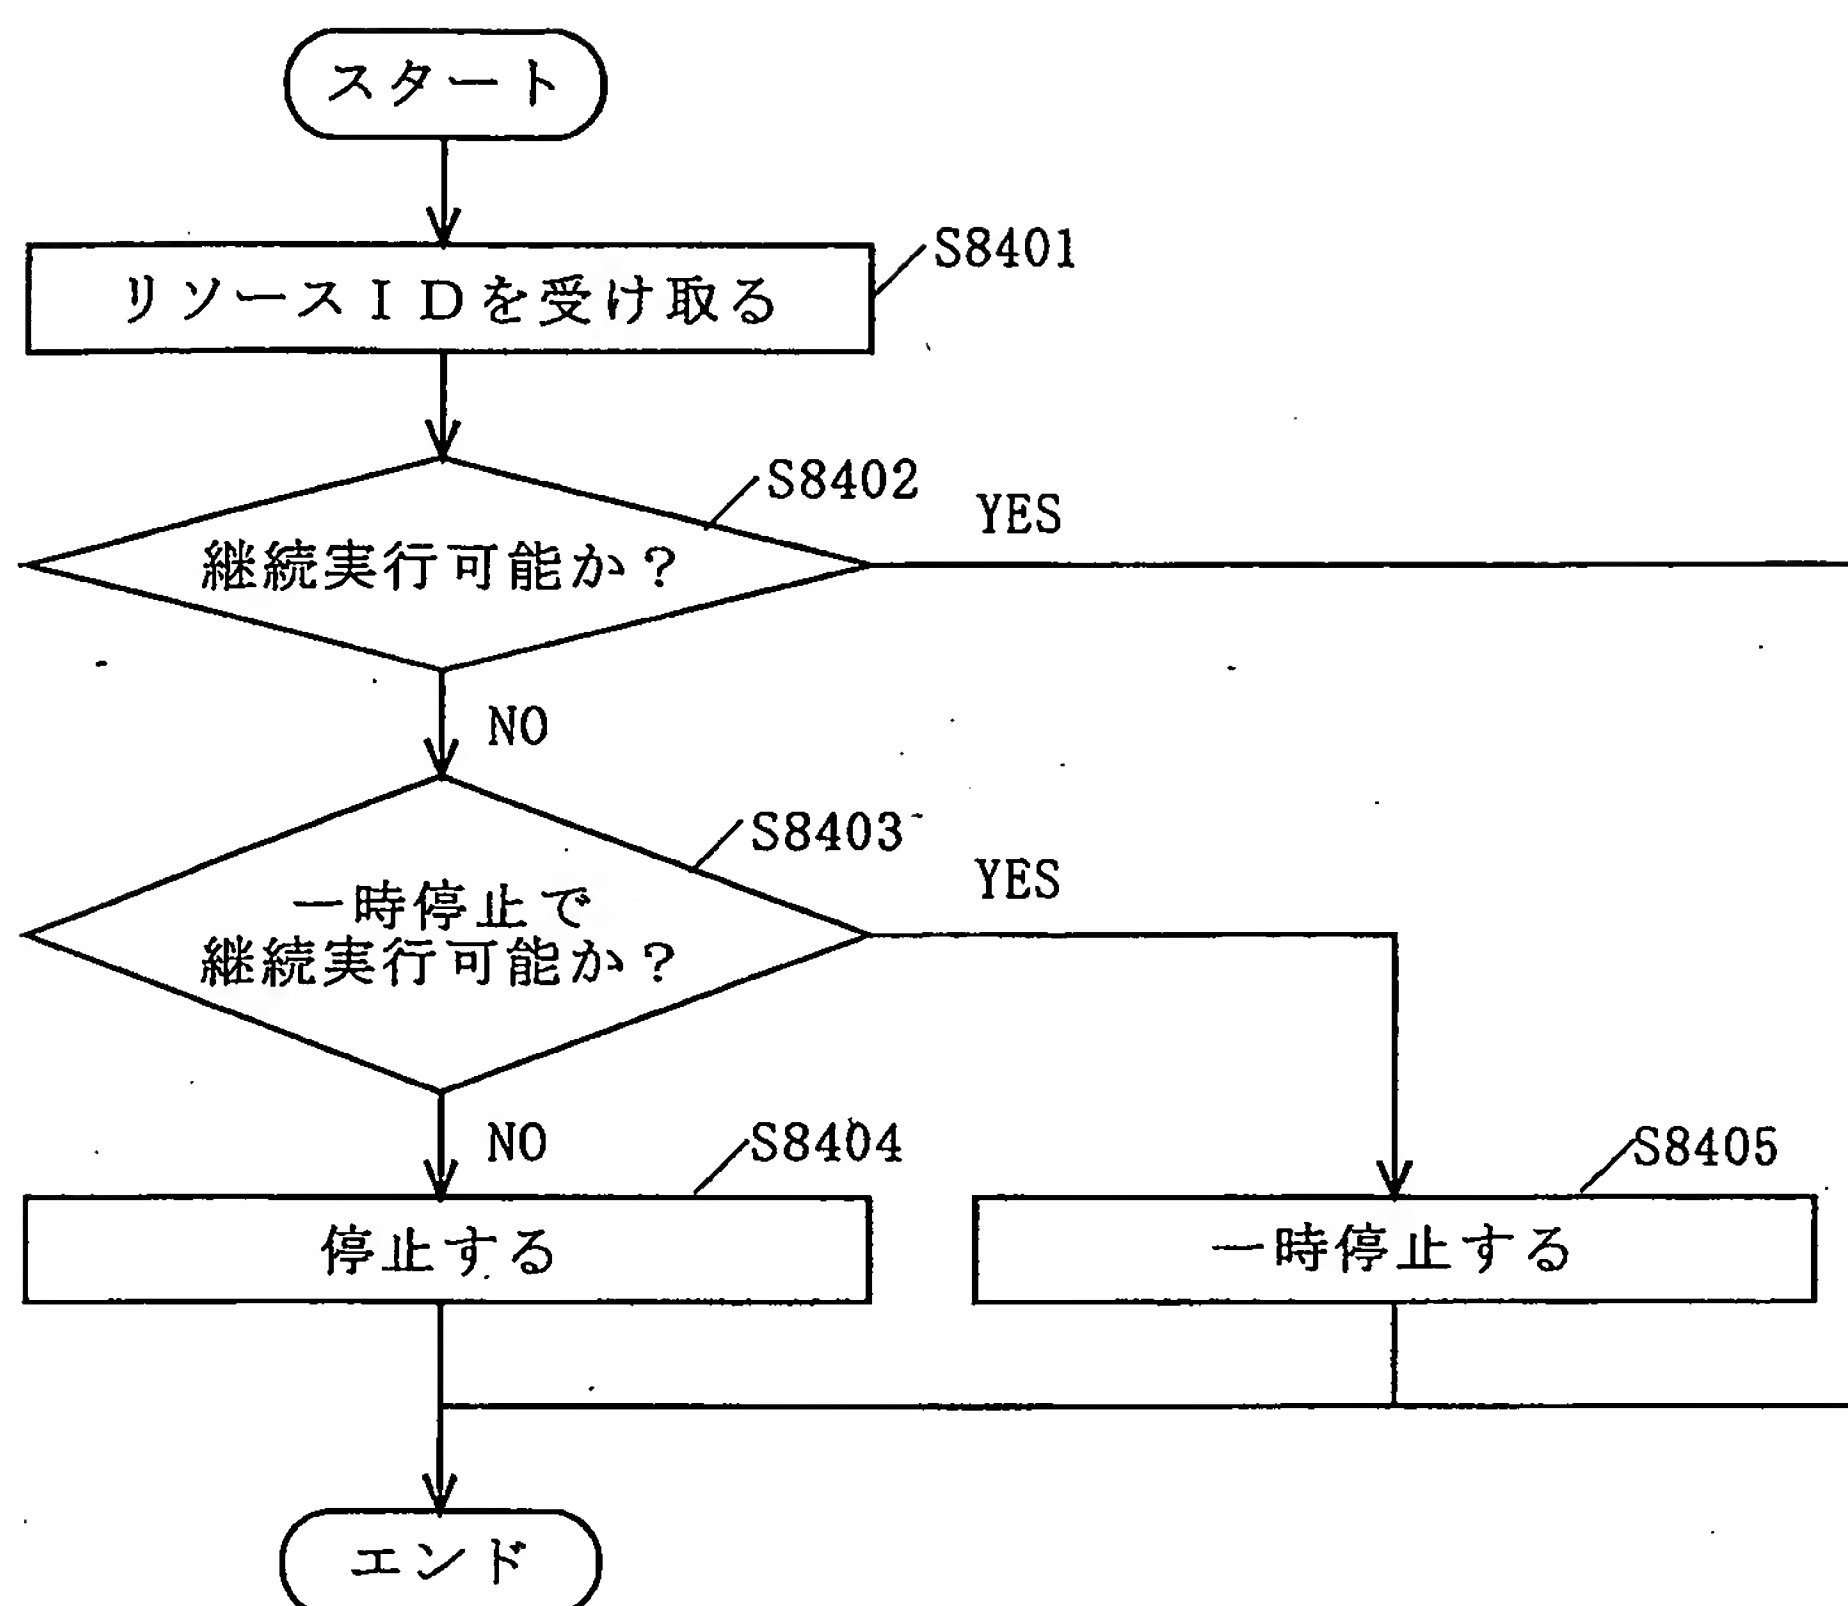 スタート
S8401
リソースＩＤを受け取る
S8402
YES
継続実行可能か？
NO
S8403
YES
一時停止で
継続実行可能か？
NO
S8404
S8405
停止する
一時停止する
エンド